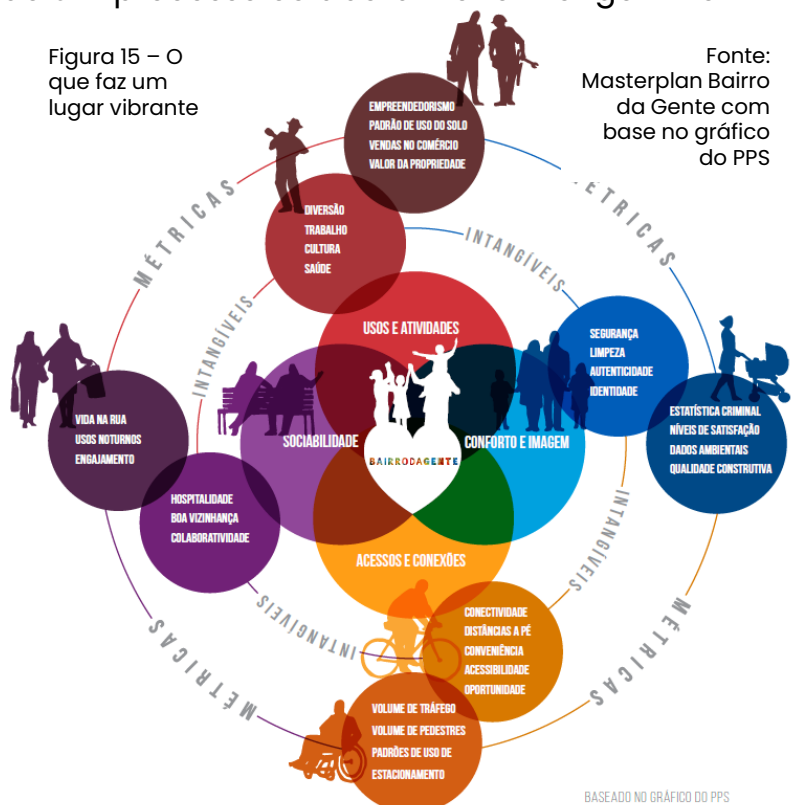 Figura 15 – O
que faz um
lugar vibrante
Fonte:
Masterplan Bairro
da Gente com
base no gráfico
do PPS
EMPREENDEDORISMO
PADRÃO DE USO DO SOLO
VENDAS NO COMÉRCIO
VALOR DA PROPRIEDADE
MÉTRICAS
ÉTRICAS
DIVERSÃO
TRABALHO
CULTURA
SAÚDE
INTANGÍVEIS
INTANGÍVEIS
USOS E ATIVIDADES
SEGURANÇA
LIMPEZA
AUTENTICIDADE
IDENTIDADE
VIDA NA RUA
USOS NOTURNOS
ENGAJAMENTO
SOCIABILIDADE
BAIRRODAGENTE
CONFORTO E IMAGEM
ESTATÍSTICA CRIMINAL
NÍVEIS DE SATISFAÇÃO
DADOS AMBIENTAIS
QUALIDADE CONSTRUTIVA
HOSPITALIDADE
BOA VIZINHANÇA
COLABORATIVIDADE
ACESSOS E CONEXÕES
INTANGÍVEIS
INTANGÍVEIS
CONECTIVIDADE
DISTÂNCIAS A PÉ
CONVENIÊNCIA
ACESSIBILIDADE
OPORTUNIDADE
MÉTRICAS
MÉTRICAS
VOLUME DE TRÁFEGO
VOLUME DE PEDESTRES
PADRÕES DE USO DE
ESTACIONAMENTO
BASEADO NO GRÁFICO DO PPS